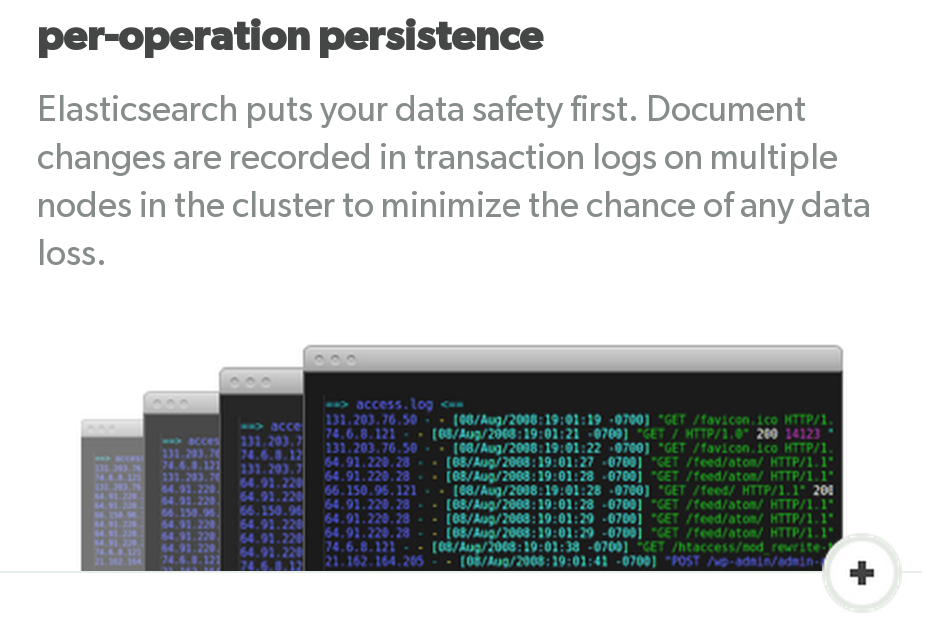 per-operation persistence
Elasticsearch puts your data safety first. Document
changes are recorded in transaction logs on multiple
nodes in the cluster to minimize the chance of any data
loss.
==> access.log <==
131.203.76.50 - - [08/Aug/2008:19:01:19 -0700] "GET /favicon.ico HTTP/1.
74.6.8.121 - - [08/Aug/2008:19:01:21 -0700] "GET / HTTP/1.0" 200 14123 "
131.203.76.50 - - [08/Aug/2008:19:01:22 -0700] "GET /favicon.ico HTTP/1.
64.91.220.28 - - [08/Aug/2008:19:01:27 -0700] "GET /feed/atom/ HTTP/1.1"
64.91.220.28 - - [08/Aug/2008:19:01:28 -0700] "GET /feed/atom/ HTTP/1.1"
66.150.96.121 - - [08/Aug/2008:19:01:28 -0700] "GET /feed/ HTTP/1.1" 200
64.91.220.28 - - [08/Aug/2008:19:01:28 -0700] "GET /feed/atom/ HTTP/1.1"
64.91.220.28 - - [08/Aug/2008:19:01:29 -0700] "GET /feed/atom/ HTTP/1.1"
64.91.220.28 - - [08/Aug/2008:19:01:29 -0700] "GET /feed/atom/ HTTP/1.1"
74.6.8.121 - - [08/Aug/2008:19:01:38 -0700] "GET /htaccess/mod_rewrite-
21.162.164.205 - - [08/Aug/2008:19:01:41 -0700] "POST /wp-admin/admin-